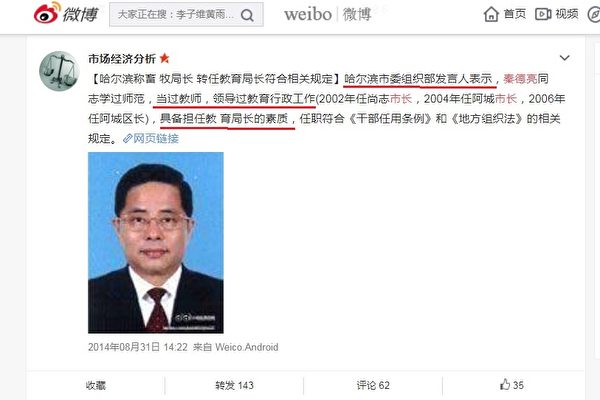 微博
大家正在搜：李子维黄雨...
weibo | 微博
首页
视频
市场经济分析
【哈尔滨称畜 牧局长 转任教育局长符合相关规定】哈尔滨市委组织部发言人表示，秦德亮同
志学过师范，当过教师，领导过教育行政工作(2002年任尚志市长，2004年任阿城市长，2006年
任阿城区长)，具备担任教 育局长的素质，任职符合《干部任用条例》和《地方组织法》的相关
规定。网页链接
2014年08月31日 14:22 来自 Weico.Android
收藏
转发 143
评论 62
35